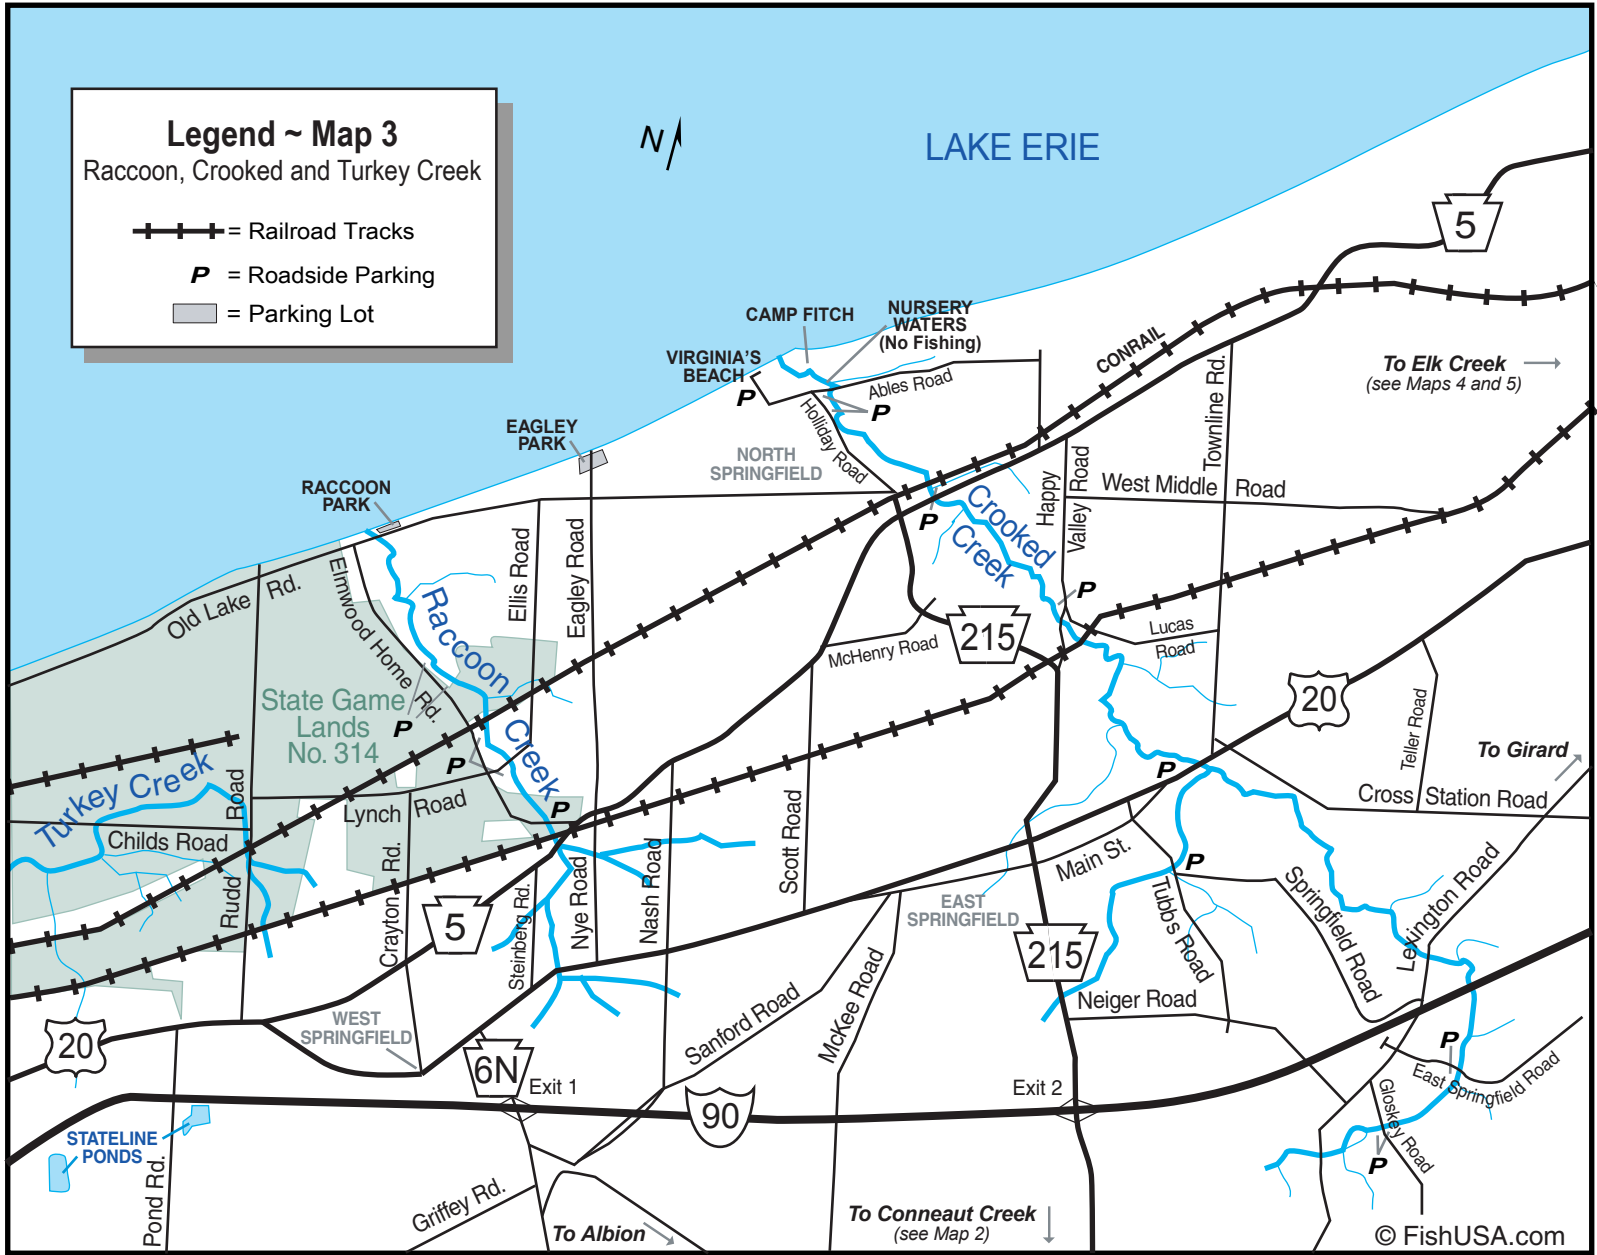 Legend ~ Map 3
Raccoon, Crooked and Turkey Creek
= Railroad Tracks
P = Roadside Parking
= Parking Lot
N
LAKE ERIE
5
CAMP FITCH
NURSERY
WATERS
(No Fishing)
VIRGINIA'S
BEACH
P
Ables Road
P
Holliday Road
CONRAIL
To Elk Creek
(see Maps 4 and 5)
Townline Rd.
EAGLEY
PARK
NORTH
SPRINGFIELD
RACCOON
PARK
Happy
Valley Road
West Middle Road
P
Crooked
Creek
P
Ellis Road
Eagley Road
Old Lake Rd.
Elmwood Home Rd.
Raccoon
Creek
215
McHenry Road
Lucas
Road
20
State Game
Lands
No. 314
P
P
P
Teller Road
To Girard
Turkey Creek
Childs Road
Rudd Road
Lynch Road
P
Cross Station Road
Scott Road
Main St.
P
Crayton Rd.
5
Steinberg Rd.
Nye Road
Nash Road
EAST
SPRINGFIELD
Tubbs Road
Springfield Road
Lexington Road
215
20
WEST
SPRINGFIELD
Sanford Road
McKee Road
Neiger Road
6N
Exit 1
90
Exit 2
P
East Springfield Road
Gloskey Road
P
STATELINE
PONDS
Pond Rd.
Griffey Rd.
To Albion
To Conneaut Creek
(see Map 2)
© FishUSA.com